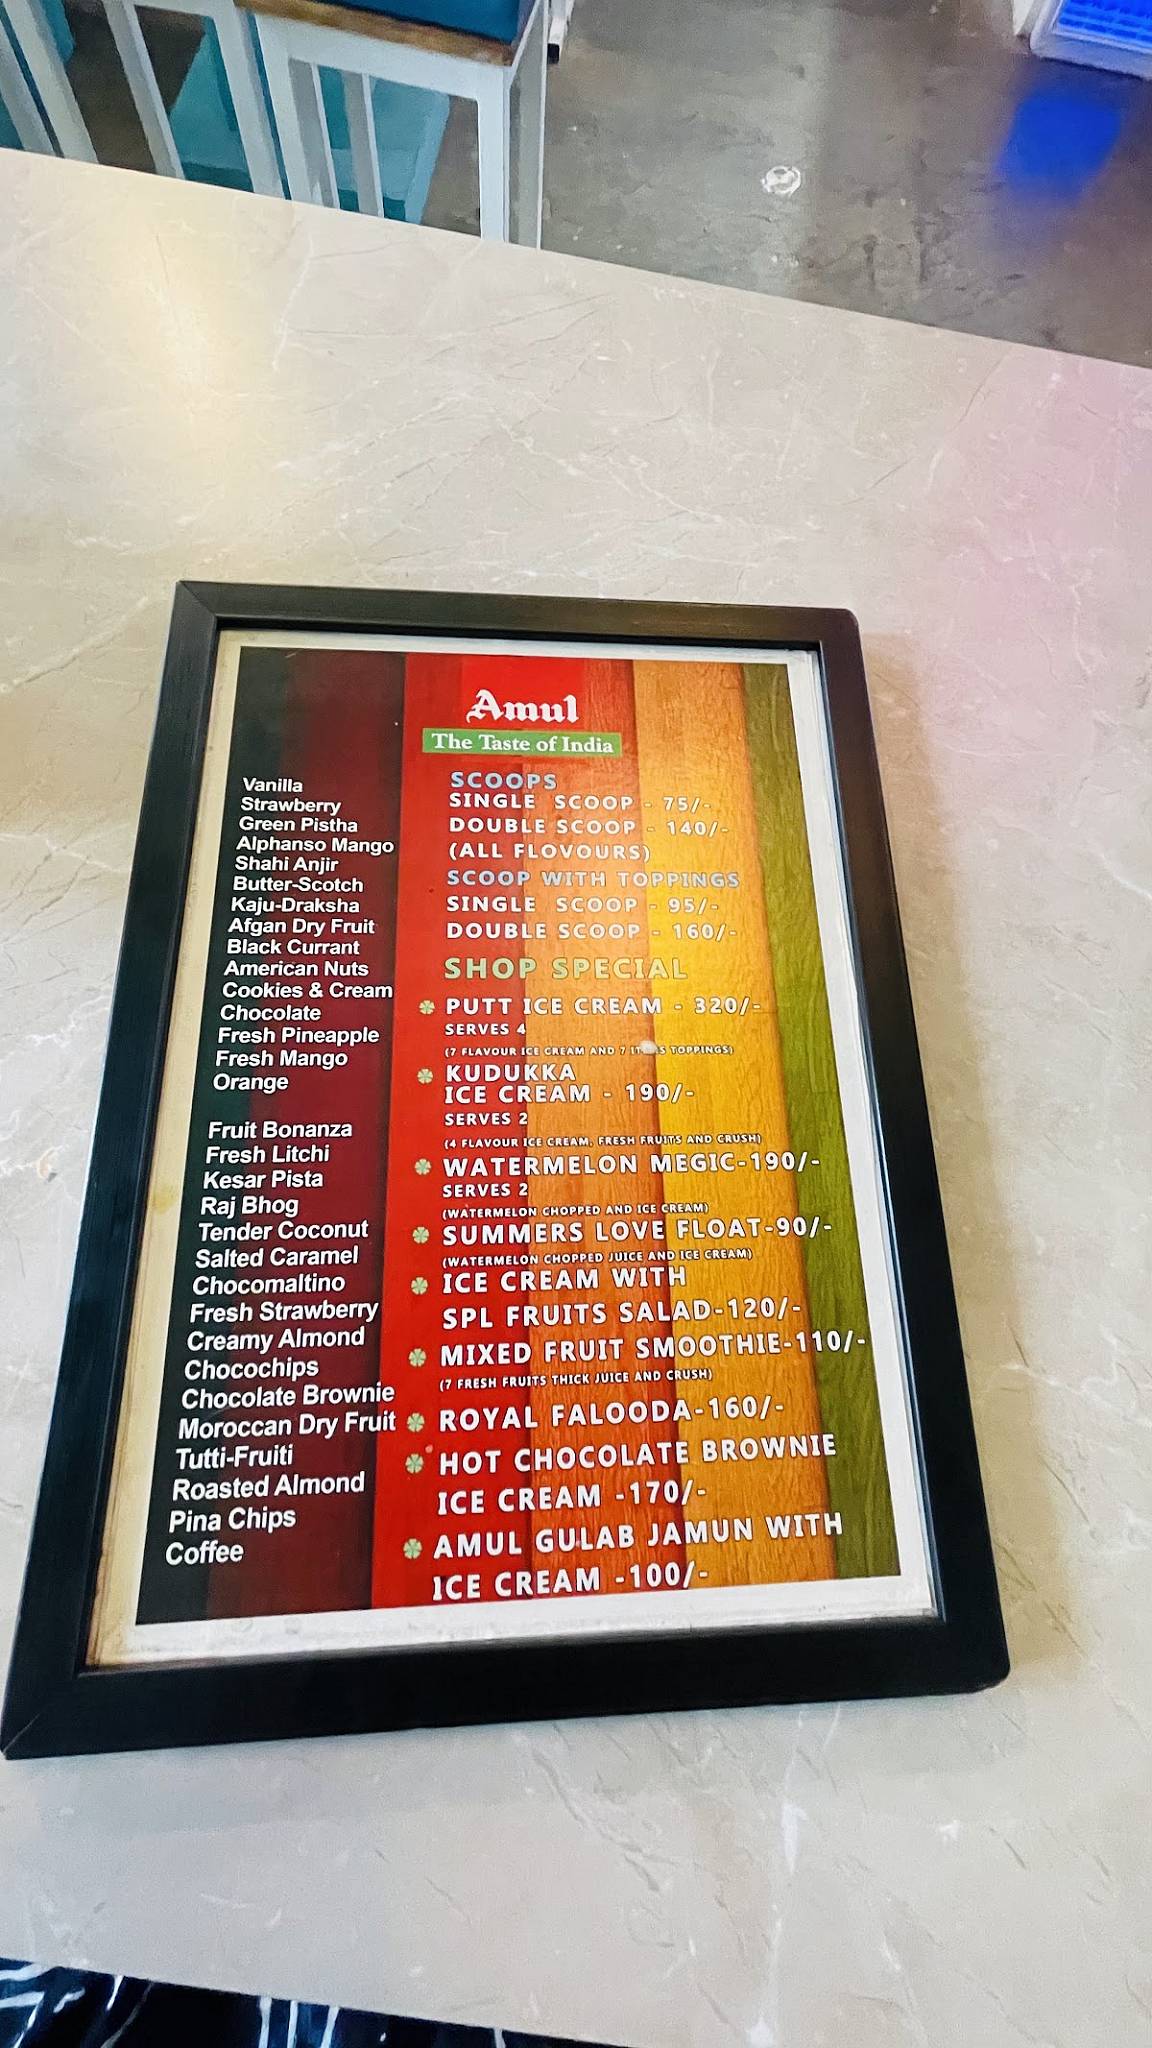 Amul
The Taste of India
Vanilla
Strawberry
Green Pistha
Alphanso Mango
Shahi Anjir
Butter-Scotch
Kaju-Draksha
Afgan Dry Fruit
Black Currant
American Nuts
Cookies & Cream
Chocolate
Fresh Pineapple
Fresh Mango
Orange
Fruit Bonanza
Fresh Litchi
Kesar Pista
Raj Bhog
Tender Coconut
Salted Caramel
Chocomaltino
Fresh Strawberry
Creamy Almond
Chocochips
Chocolate Brownie
Moroccan Dry Fruit
Tutti-Fruiti
Roasted Almond
Pina Chips
Coffee
SCOOPS
SINGLE SCOOP - 75/-
DOUBLE SCOOP - 140/-
(ALL FLOVOURS)
SCOOP WITH TOPPINGS
SINGLE SCOOP - 95/-
DOUBLE SCOOP - 160/-
SHOP SPECIAL
PUTT ICE CREAM - 320/-
SERVES 4
(7 FLAVOUR ICE CREAM AND 7 TOPPINGS)
KUDUKKA
ICE CREAM - 190/-
SERVES 2
(4 FLAVOUR ICE CREAM, FRESH FRUITS AND CRUSH)
WATERMELON MEGIC-190/-
SERVES 2
(WATERMELON CHOPPED AND ICE CREAM)
SUMMERS LOVE FLOAT-90/-
(WATERMELON CHOPPED JUICE AND ICE CREAM)
ICE CREAM WITH
SPL FRUITS SALAD-120/-
MIXED FRUIT SMOOTHIE-110/-
(7 FRESH FRUITS THICK JUICE AND CRUSH)
ROYAL FALOODA-160/-
HOT CHOCOLATE BROWNIE
ICE CREAM -170/-
AMUL GULAB JAMUN WITH
ICE CREAM -100/-